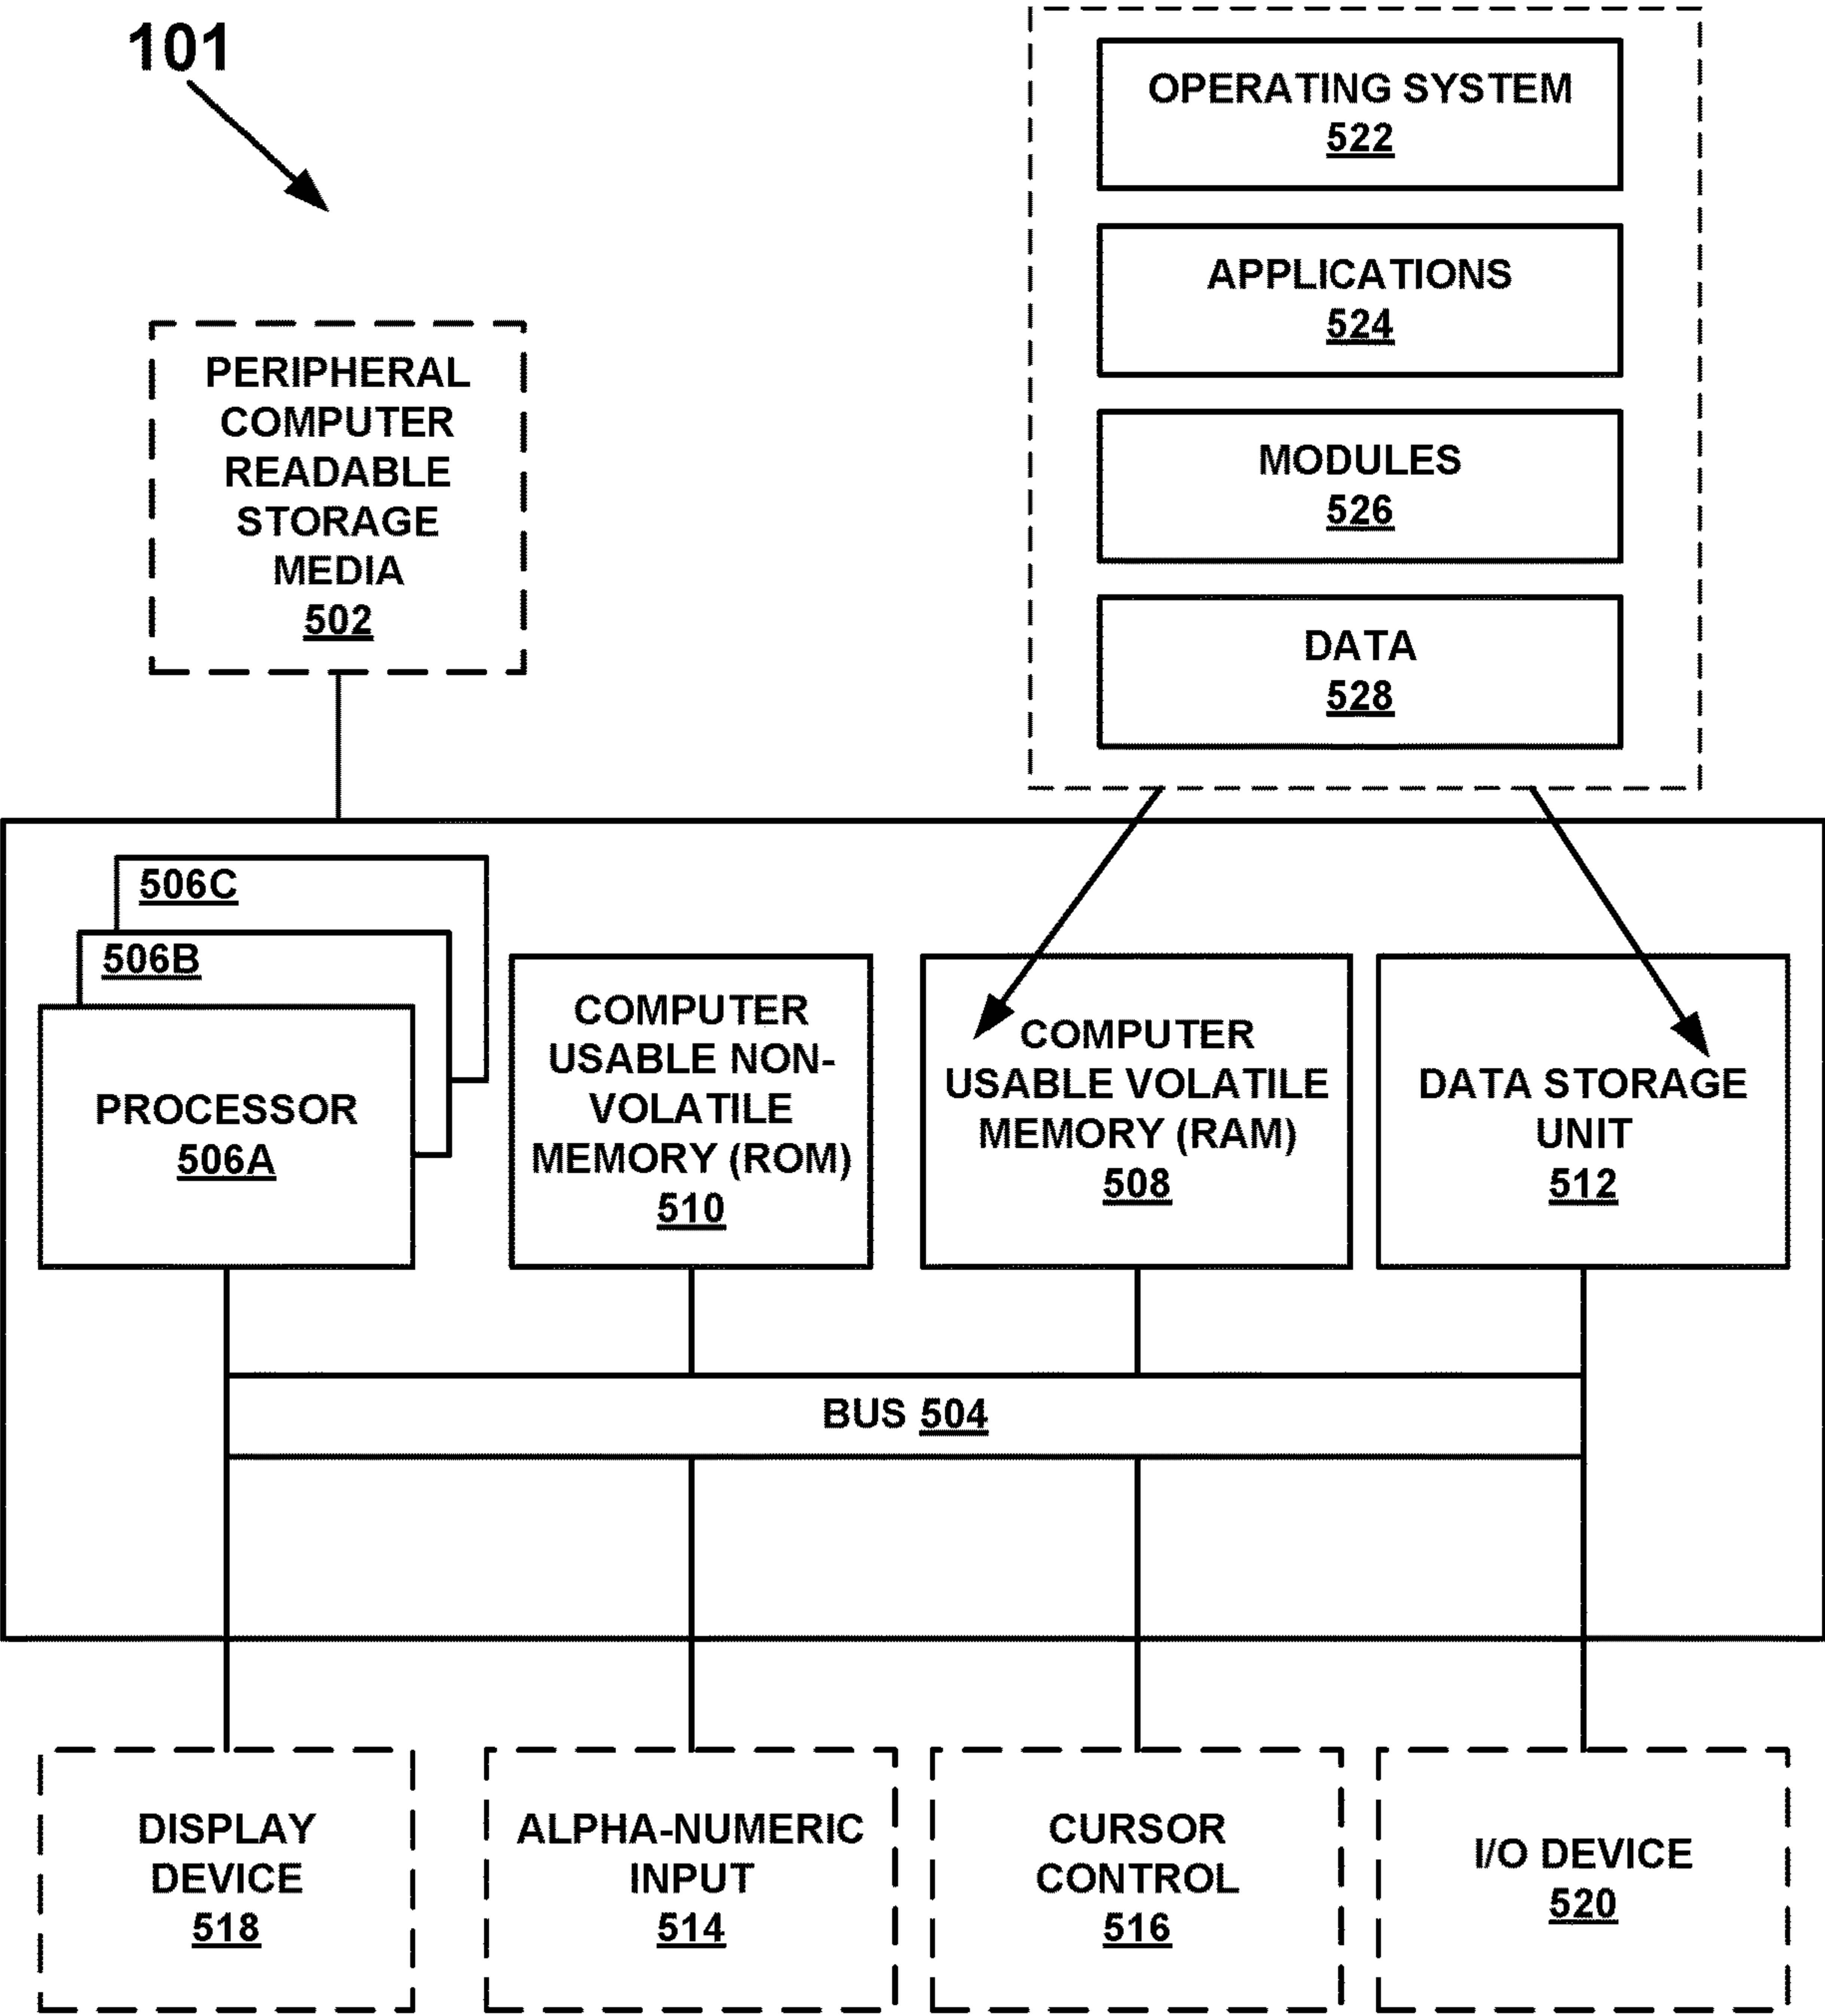 101
OPERATING SYSTEM
522
APPLICATIONS
524
MODULES
526
DATA
528
PERIPHERAL
COMPUTER
READABLE
STORAGE
MEDIA
502
506C
506B
PROCESSOR
506A
COMPUTER
USABLE NON-
VOLATILE
MEMORY (ROM)
510
COMPUTER
USABLE VOLATILE
MEMORY (RAM)
508
DATA STORAGE
UNIT
512
BUS 504
DISPLAY
DEVICE
518
ALPHA-NUMERIC
INPUT
514
CURSOR
CONTROL
516
I/O DEVICE
520